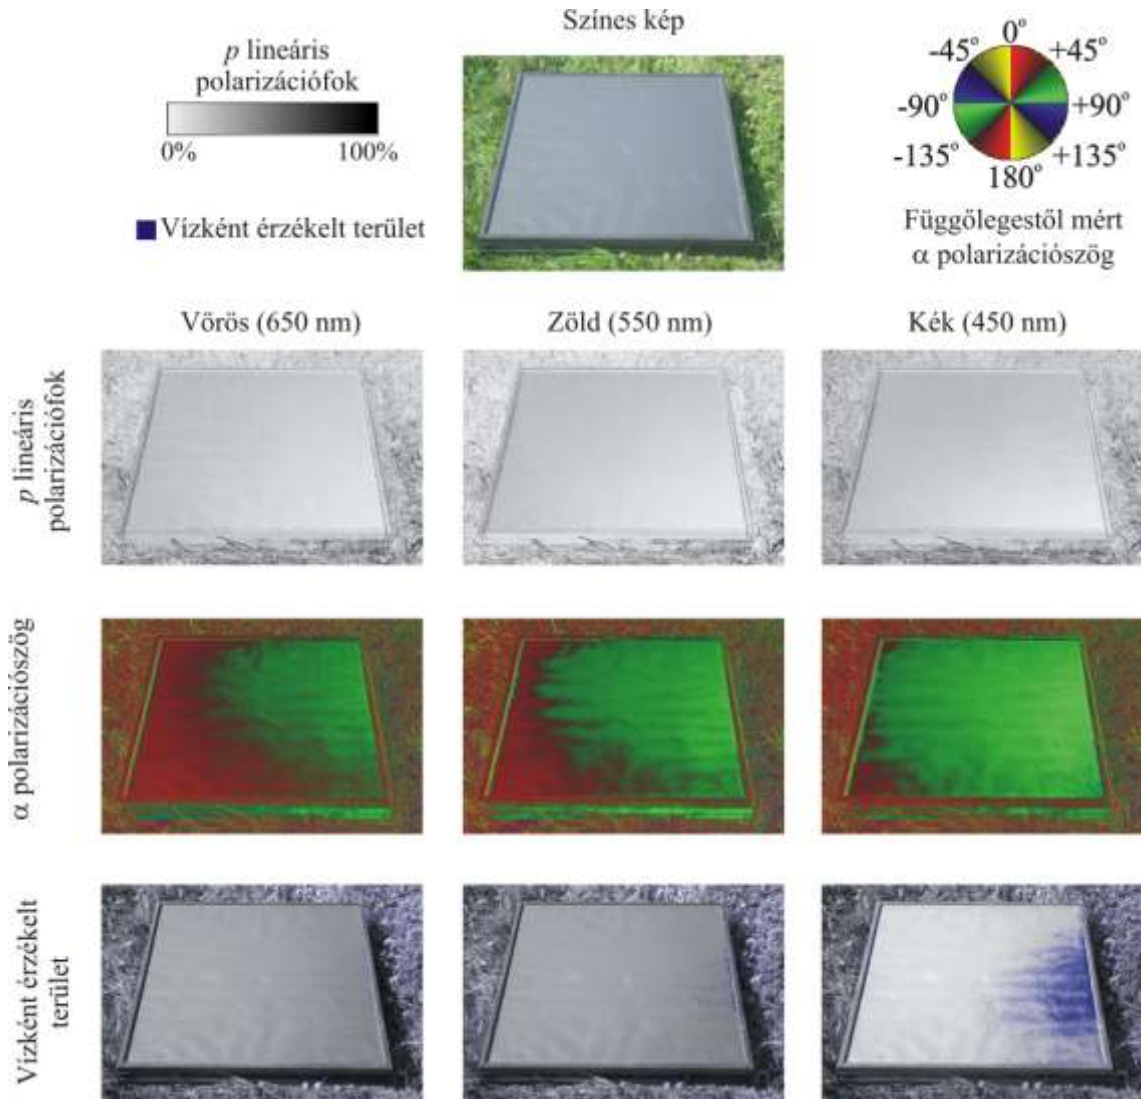 Színes kép
p lineáris
polarizációfok
0% 100%
Vízként érzékelt terület
0°
-45° +45°
-90° +90°
-135° +135°
180°
Függőlegestől mért
α polarizációszög
Vörös (650 nm) Zöld (550 nm) Kék (450 nm)
p lineáris
polarizációfok
α polarizációszög
Vízként érzékelt
terület